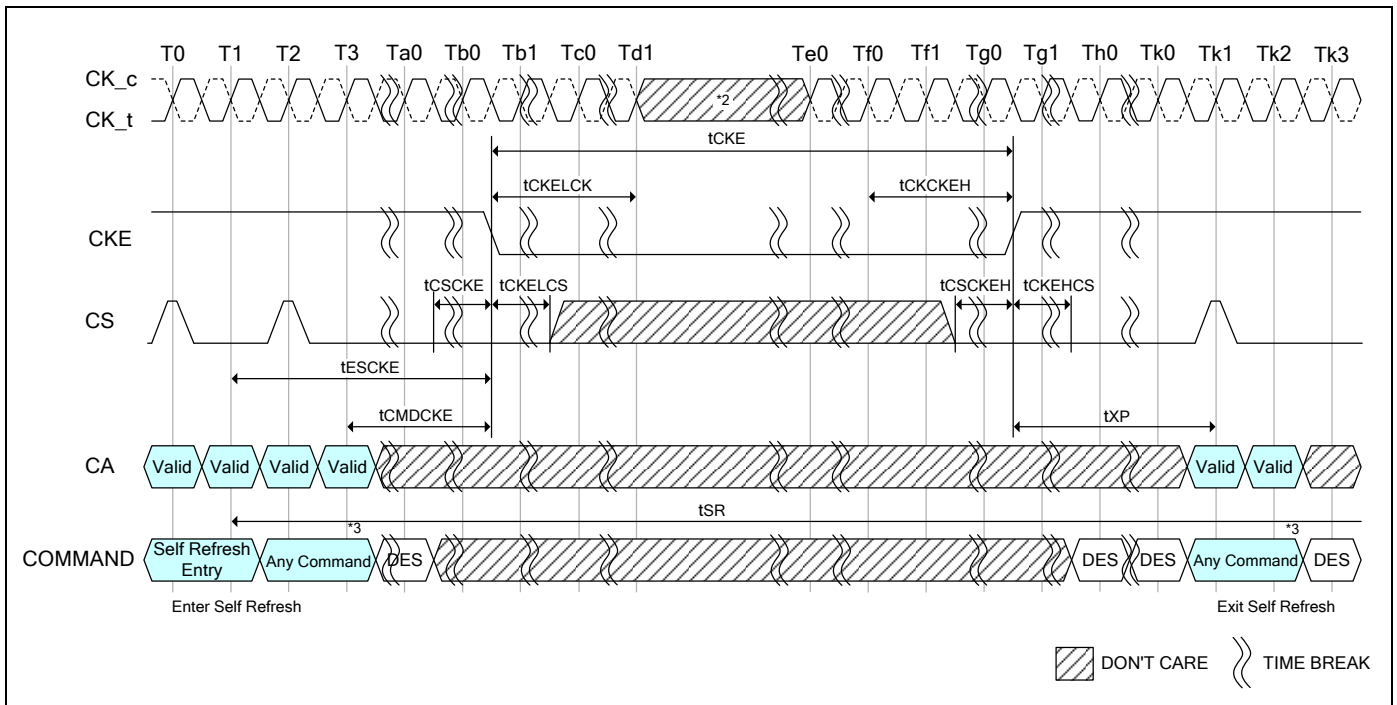 T0 T1 T2 T3 Ta0 Tb0 Tb1 Tc0 Td1 Te0 Tf0 Tf1 Tg0 Tg1 Th0 Tk0 Tk1 Tk2 Tk3
CK_c
*2
CK_t
tCKE
tCKELCK tCKCKEH
CKE
tCSCKE tCKELCS tCSCKEH tCKEHCS
CS
tESCKE
tCMDCKE tXP
CA Valid Valid Valid Valid Valid Valid
tSR
*3 *3
COMMAND Self Refresh Entry Any Command DES DES DES Any Command DES
Enter Self Refresh Exit Self Refresh
DON'T CARE TIME BREAK